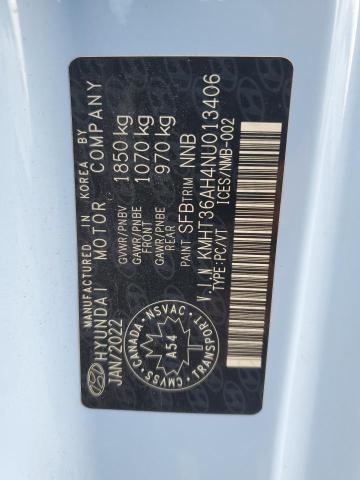 MANUFACTURED IN KOREA BY
HYUNDAI MOTOR COMPANY
JAN/2022
GVWR/PNBV 1850 kg
GAWR/PNBE FRONT 1070 kg
GAWR/PNBE REAR 970 kg
PAINT SFB TRIM NNB
V.I.N KMHT36AH4NU013406
TYPE:PC/VT ICES/NMB-002
CANADA-NSVAC
A54
CMVSS TRANSPORT